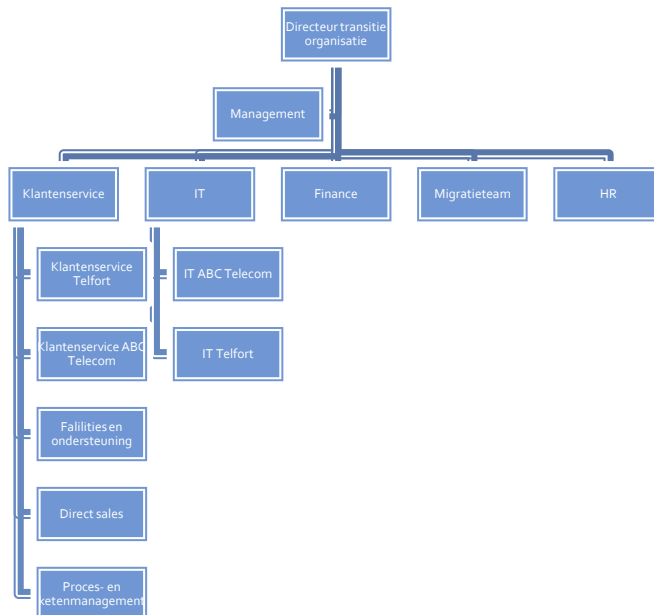 Directeur transitie
organisatie
Management
Klantenservice
IT
Finance
Migratieteam
HR
Klantenservice
Telfort
IT ABC Telecom
Klantenservice ABC
Telecom
IT Telfort
Falilities en
ondersteuning
Direct sales
Proces- en
ketenmanagement